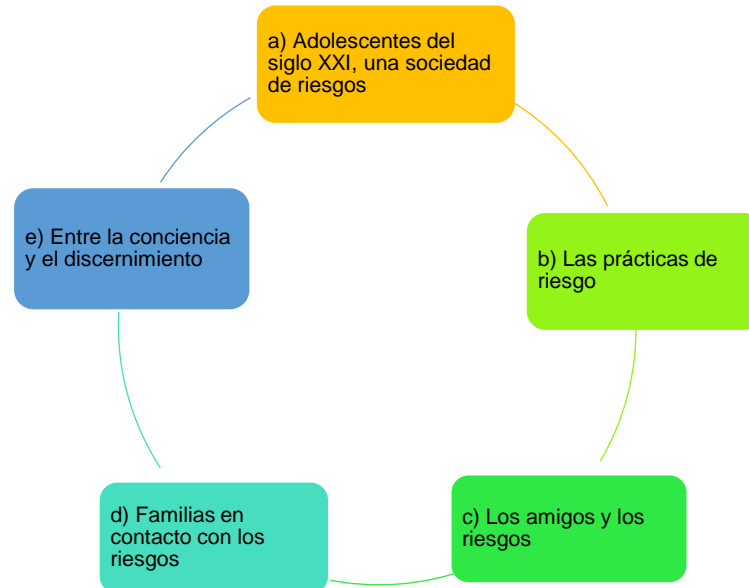 a) Adolescentes del
siglo XXI, una sociedad
de riesgos
b) Las prácticas de
riesgo
c) Los amigos y los
riesgos
d) Familias en
contacto con los
riesgos
e) Entre la conciencia
y el discernimiento